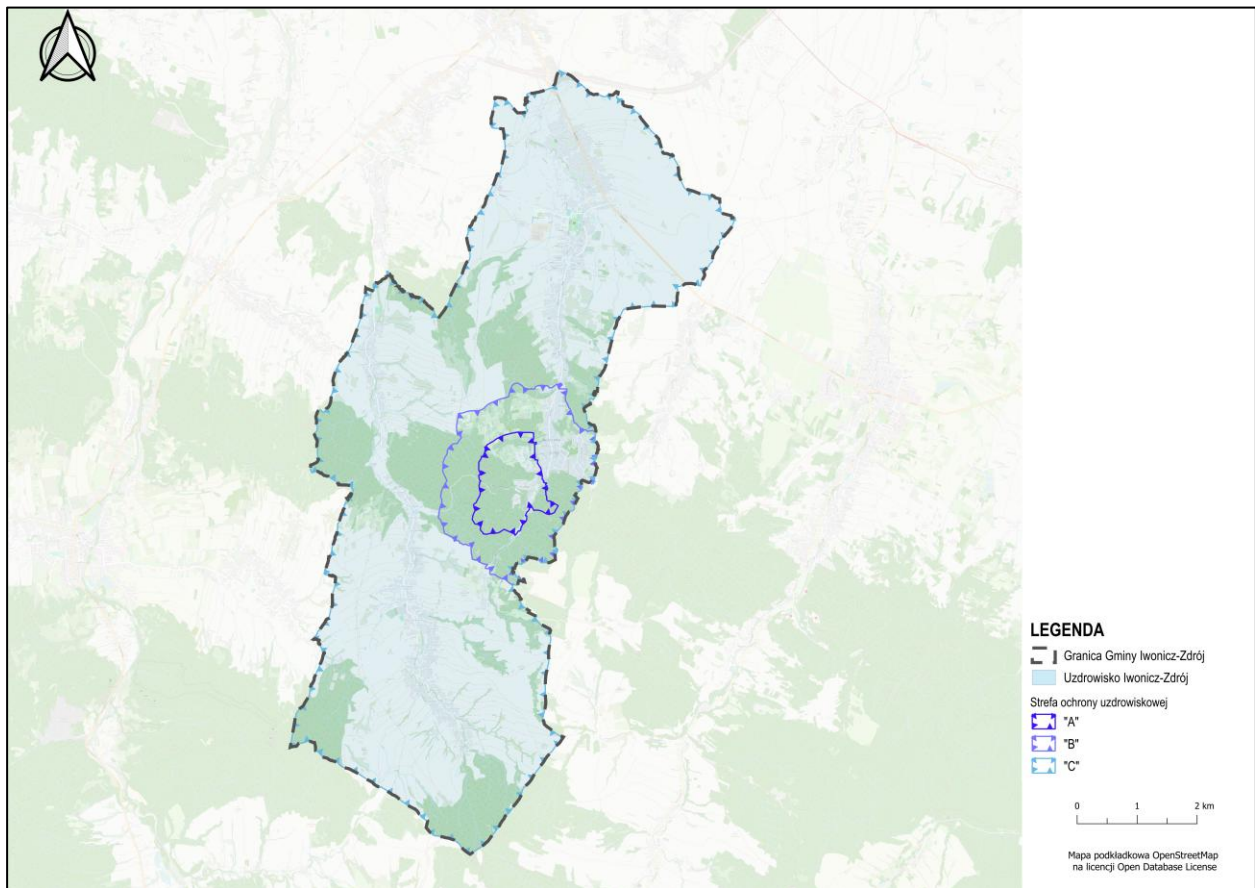 LEGENDA
Granica Gminy Iwonicz-Zdrój
Uzdrowisko Iwonicz-Zdrój
Strefa ochrony uzdrowiskowej
"A"
"B"
"C"
0 1 2 km
Mapa podkładkowa OpenStreetMap
na licencji Open Database License